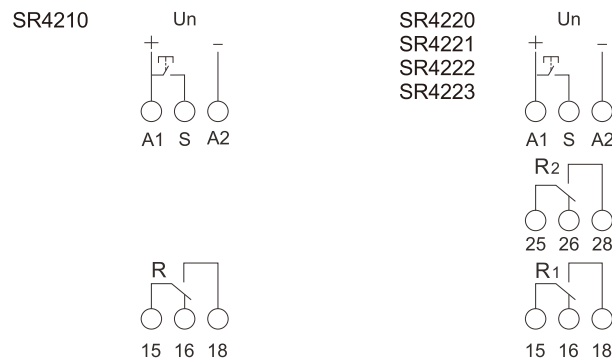 SR4210
Un
+ −
A1 S A2
R
15 16 18
SR4220
SR4221
SR4222
SR4223
Un
+ −
A1 S A2
R2
25 26 28
R1
15 16 18